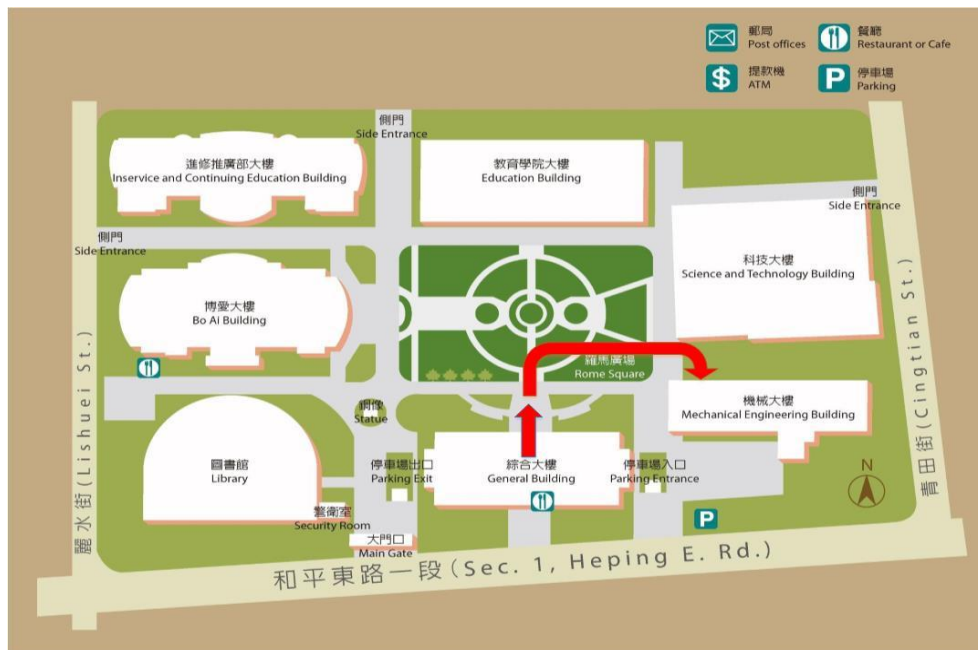 郵局
Post offices
餐廳
Restaurant or Cafe
$
提款機
ATM
P
停車場
Parking
側門
Side Entrance
進修推廣部大樓
Inservice and Continuing Education Building
教育學院大樓
Education Building
側門
Side Entrance
側門
Side Entrance
科技大樓
Science and Technology Building
博愛大樓
Bo Ai Building
羅馬廣場
Rome Square
機械大樓
Mechanical Engineering Building
銅像
Statue
圖書館
Library
停車場出口
Parking Exit
綜合大樓
General Building
停車場入口
Parking Entrance
N
警衛室
Security Room
P
大門口
Main Gate
麗水街(Lishuei St.)
青田街(Cingtian St.)
和平東路一段(Sec. 1, Heping E. Rd.)